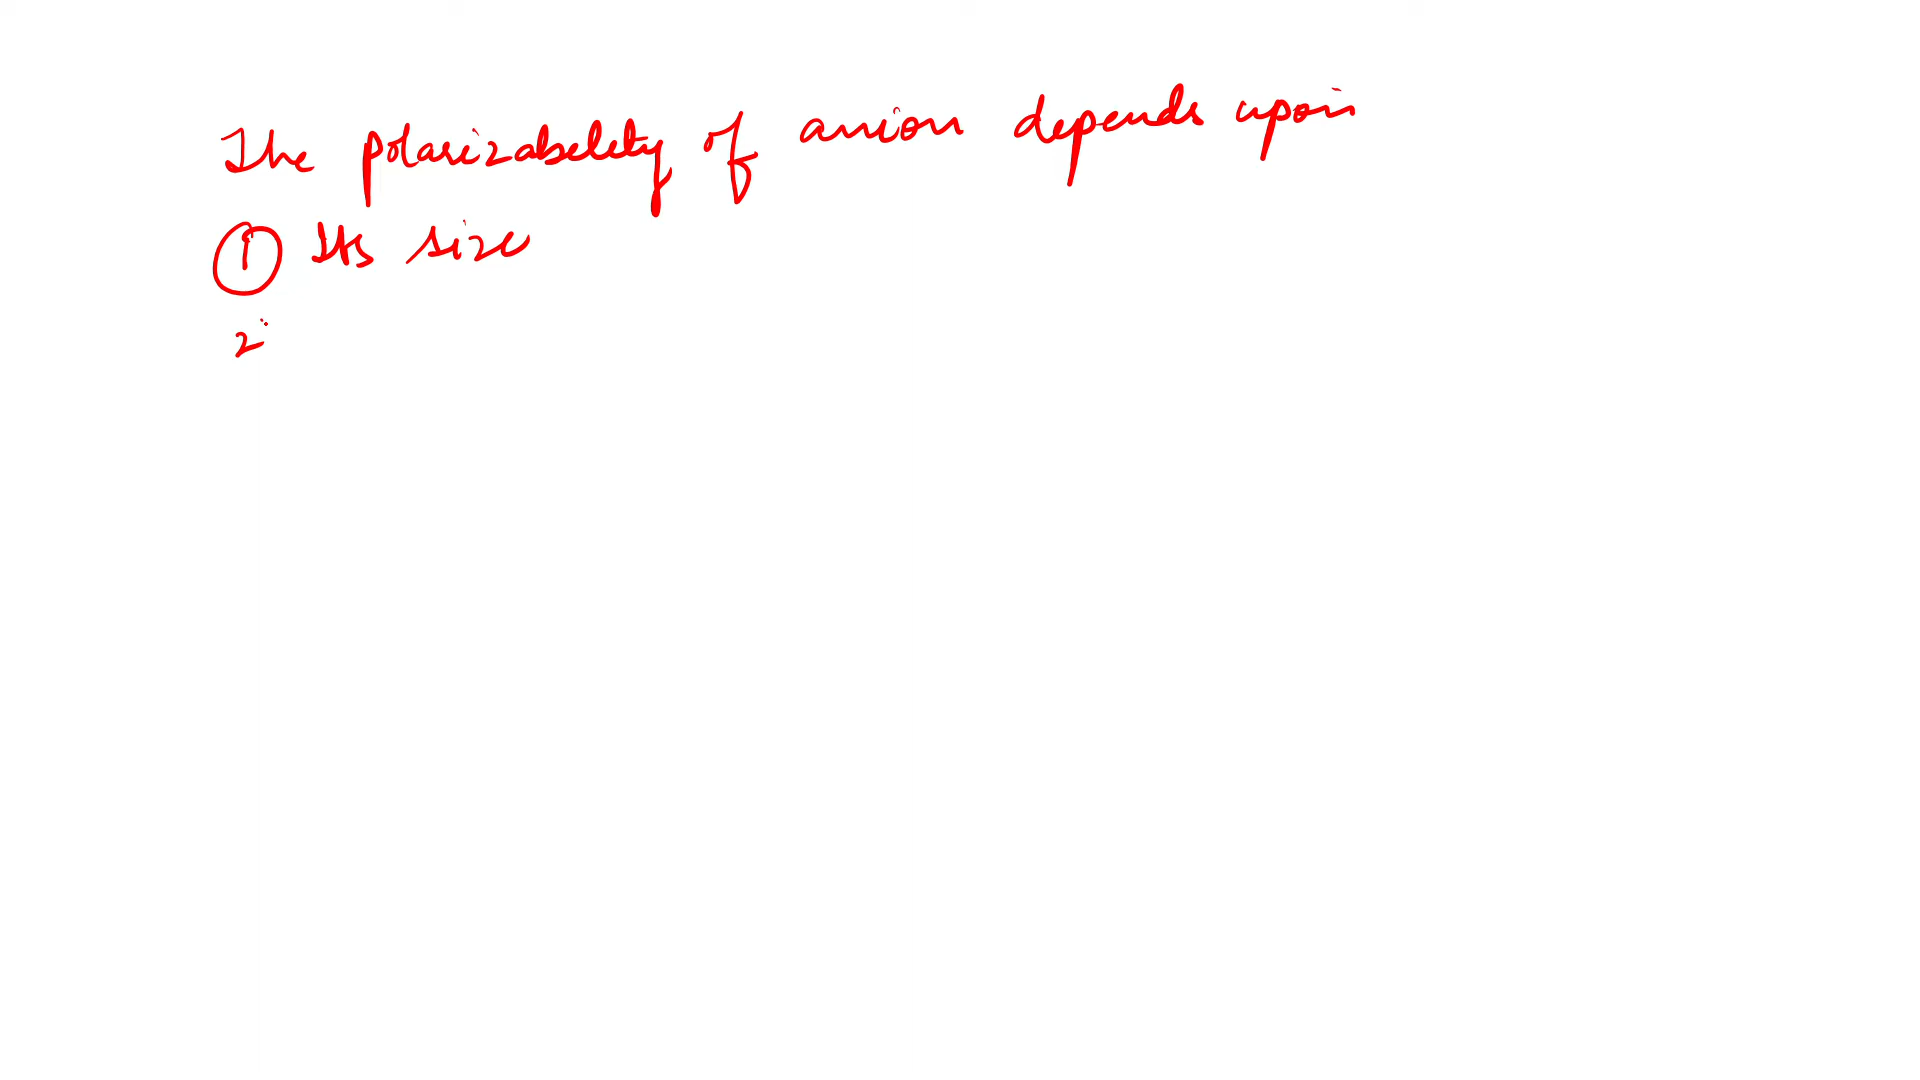 The polarizability of anion depends upon
① Its size
2